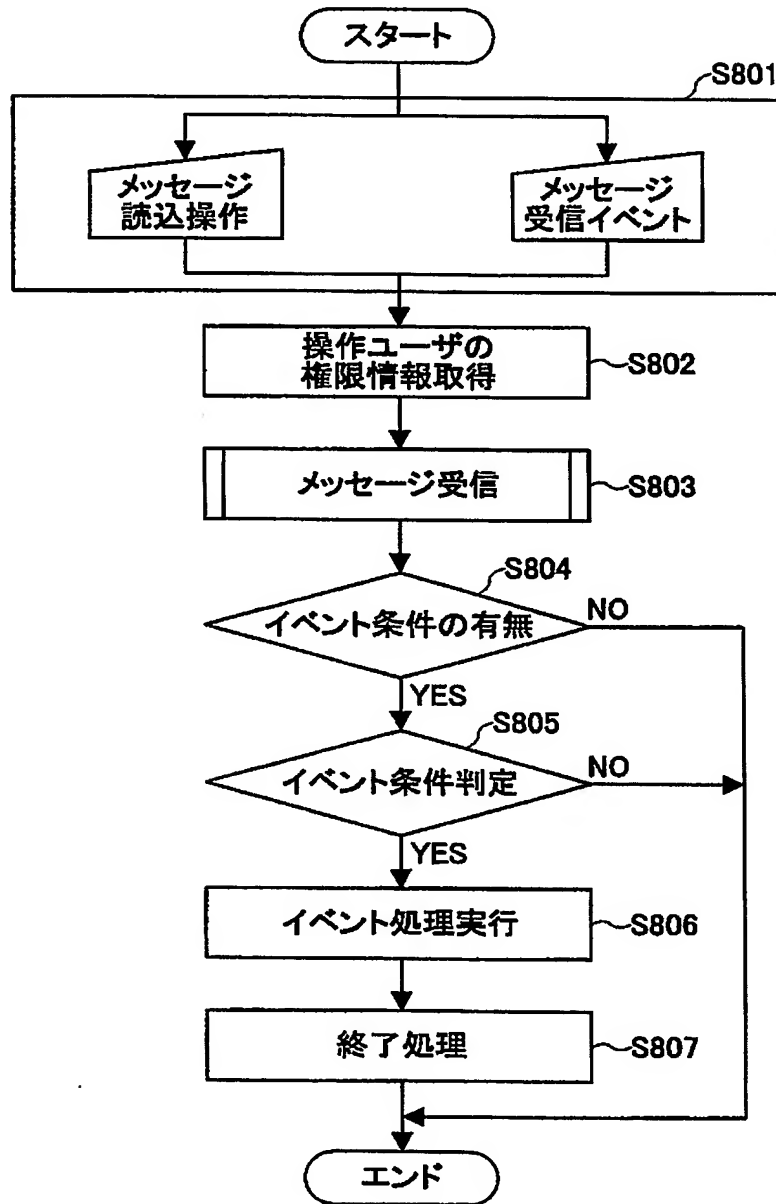 スタート
S801
メッセージ
読込操作
メッセージ
受信イベント
操作ユーザの
権限情報取得
S802
メッセージ受信
S803
S804
イベント条件の有無
NO
YES
S805
イベント条件判定
NO
YES
イベント処理実行
S806
終了処理
S807
エンド